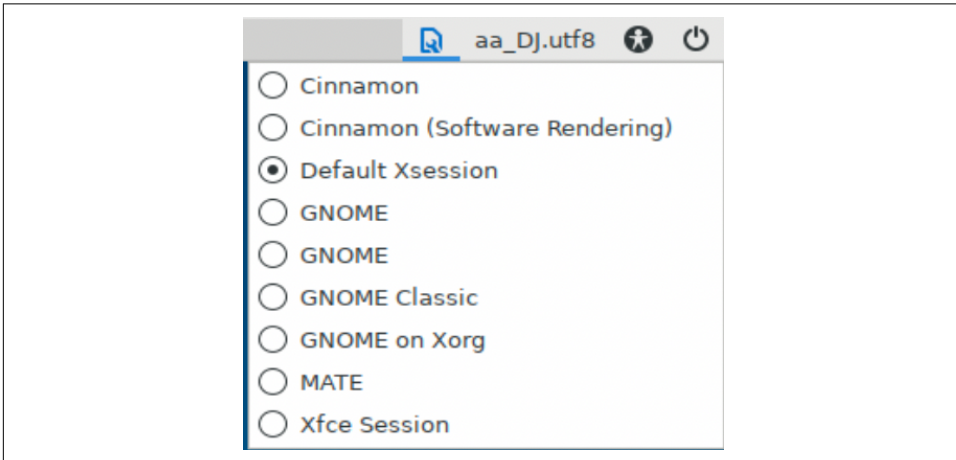 aa_DJ.utf8
Cinnamon
Cinnamon (Software Rendering)
Default Xsession
GNOME
GNOME
GNOME Classic
GNOME on Xorg
MATE
Xfce Session